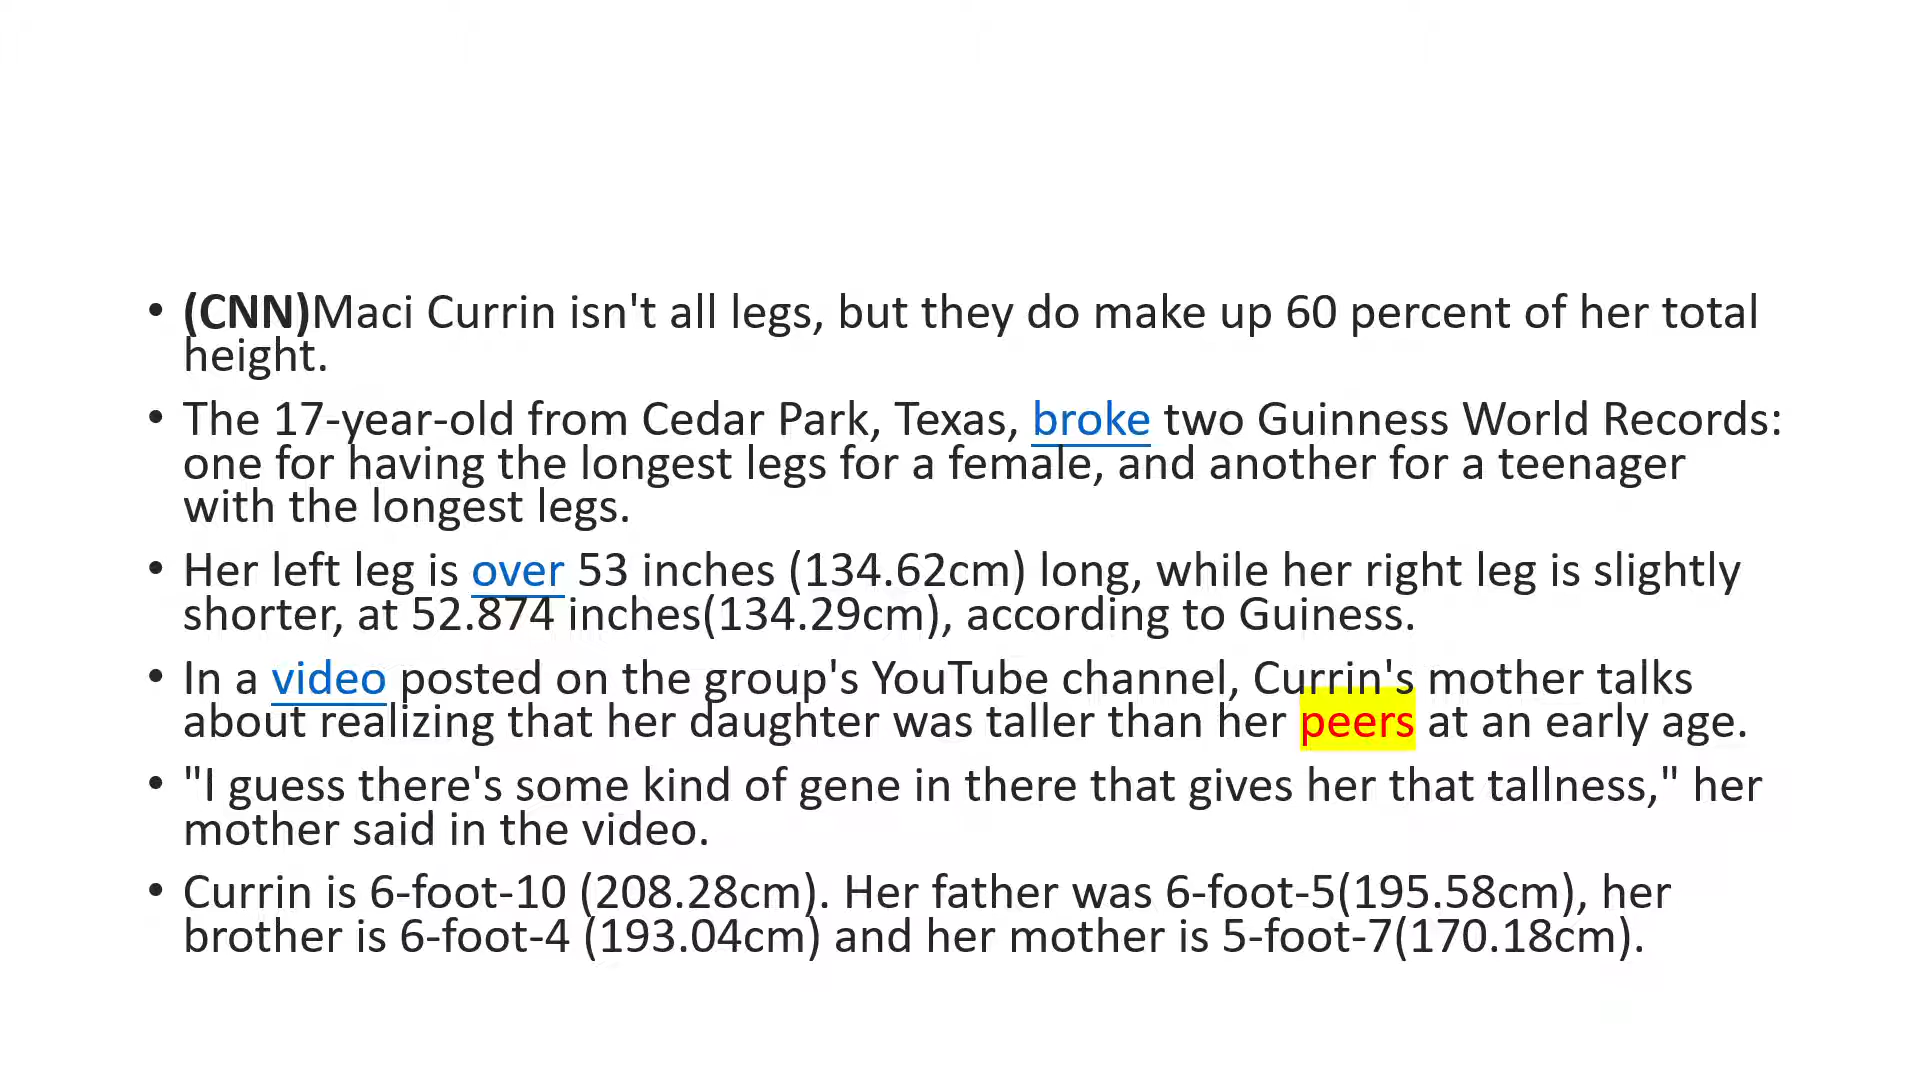 • (CNN)Maci Currin isn't all legs, but they do make up 60 percent of her total
height.
• The 17-year-old from Cedar Park, Texas, broke two Guinness World Records:
one for having the longest legs for a female, and another for a teenager
with the longest legs.
• Her left leg is over 53 inches (134.62cm) long, while her right leg is slightly
shorter, at 52.874 inches(134.29cm), according to Guiness.
• In a video posted on the group's YouTube channel, Currin's mother talks
about realizing that her daughter was taller than her peers at an early age.
• "I guess there's some kind of gene in there that gives her that tallness," her
mother said in the video.
• Currin is 6-foot-10 (208.28cm). Her father was 6-foot-5(195.58cm), her
brother is 6-foot-4 (193.04cm) and her mother is 5-foot-7(170.18cm).